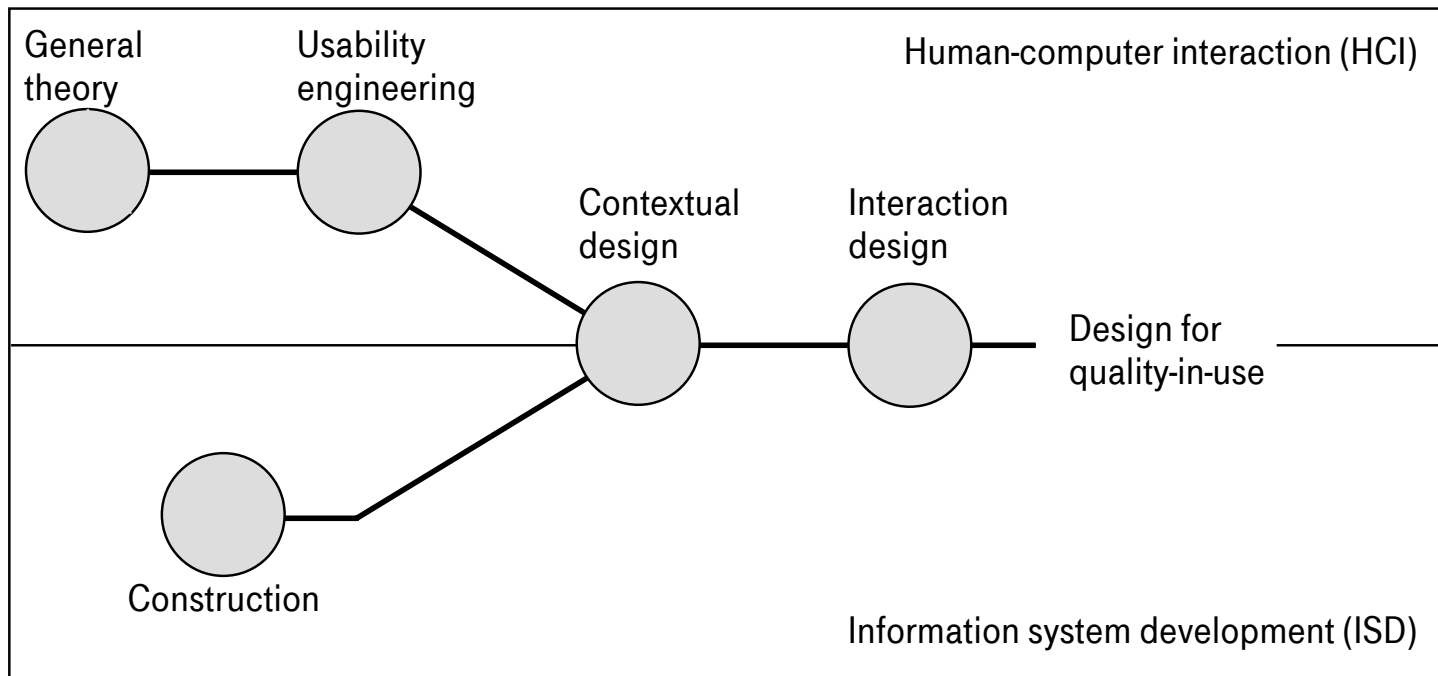 General
theory
Usability
engineering
Human-computer interaction (HCI)
Contextual
design
Interaction
design
Design for
quality-in-use
Construction
Information system development (ISD)